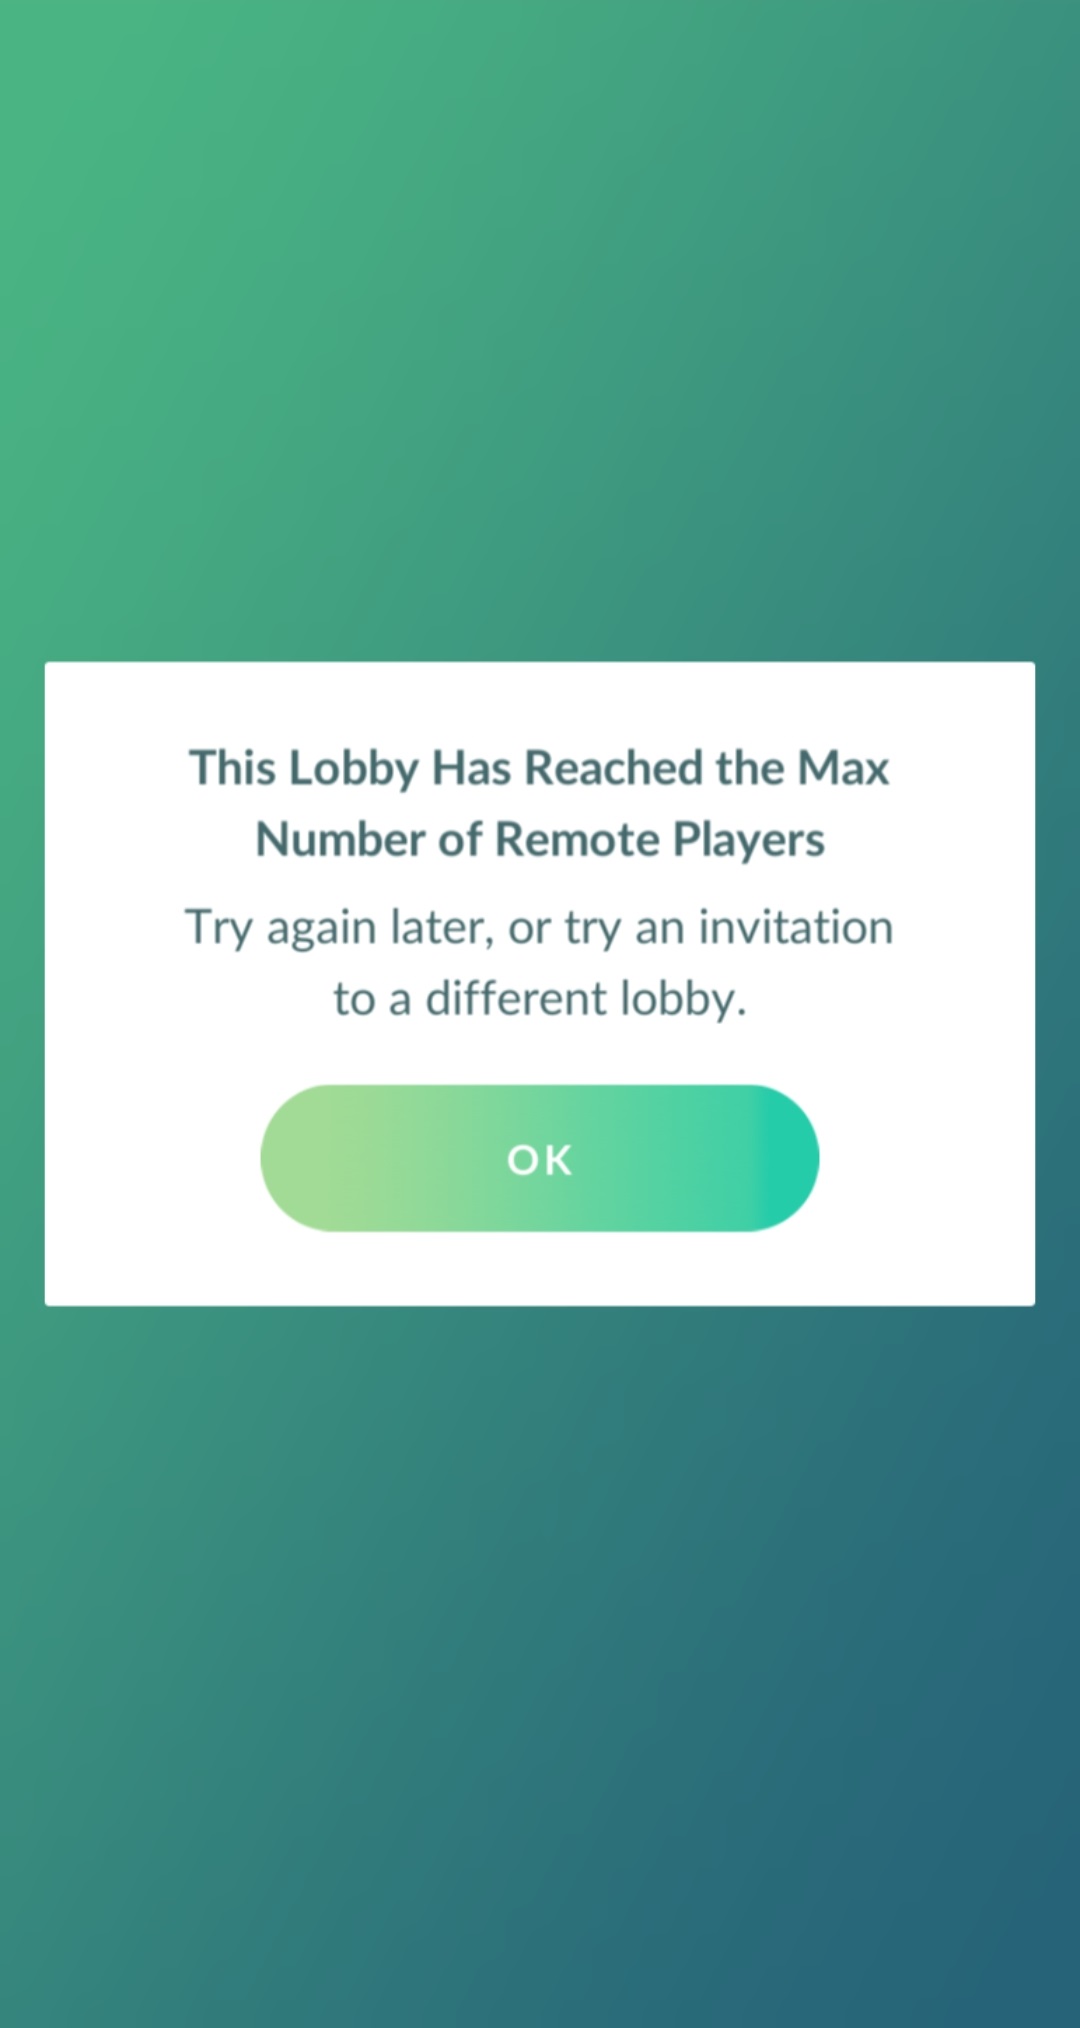 This Lobby Has Reached the Max
Number of Remote Players
Try again later, or try an invitation
to a different lobby.
OK